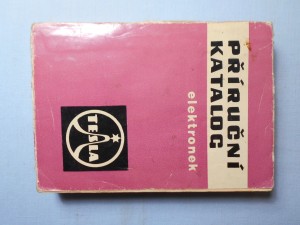 PŘÍRUČNÍ
KATALOG
elektronek
TESLA